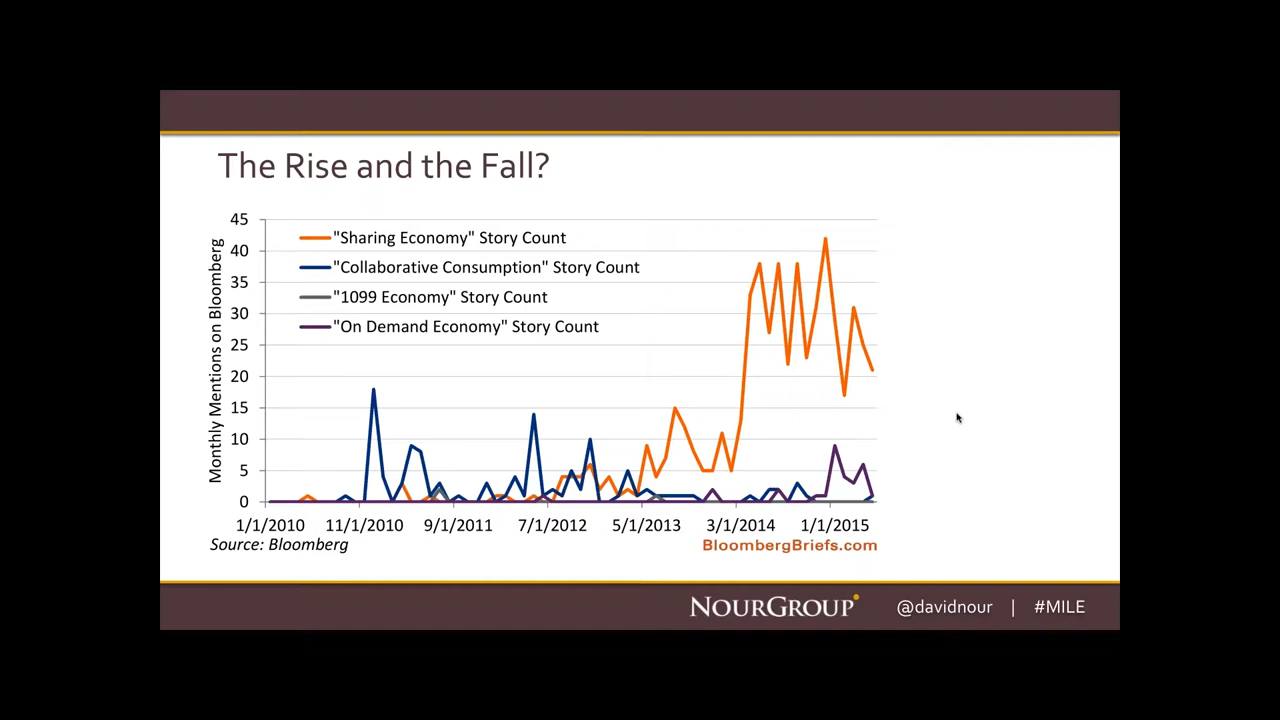 The Rise and the Fall?
Monthly Mentions on Bloomberg
45
40
35
30
25
20
15
10
5
0
"Sharing Economy" Story Count
"Collaborative Consumption" Story Count
"1099 Economy" Story Count
"On Demand Economy" Story Count
1/1/2010 11/1/2010 9/1/2011 7/1/2012 5/1/2013 3/1/2014 1/1/2015
Source: Bloomberg
BloombergBriefs.com
NOURGROUP @davidnour | #MILE